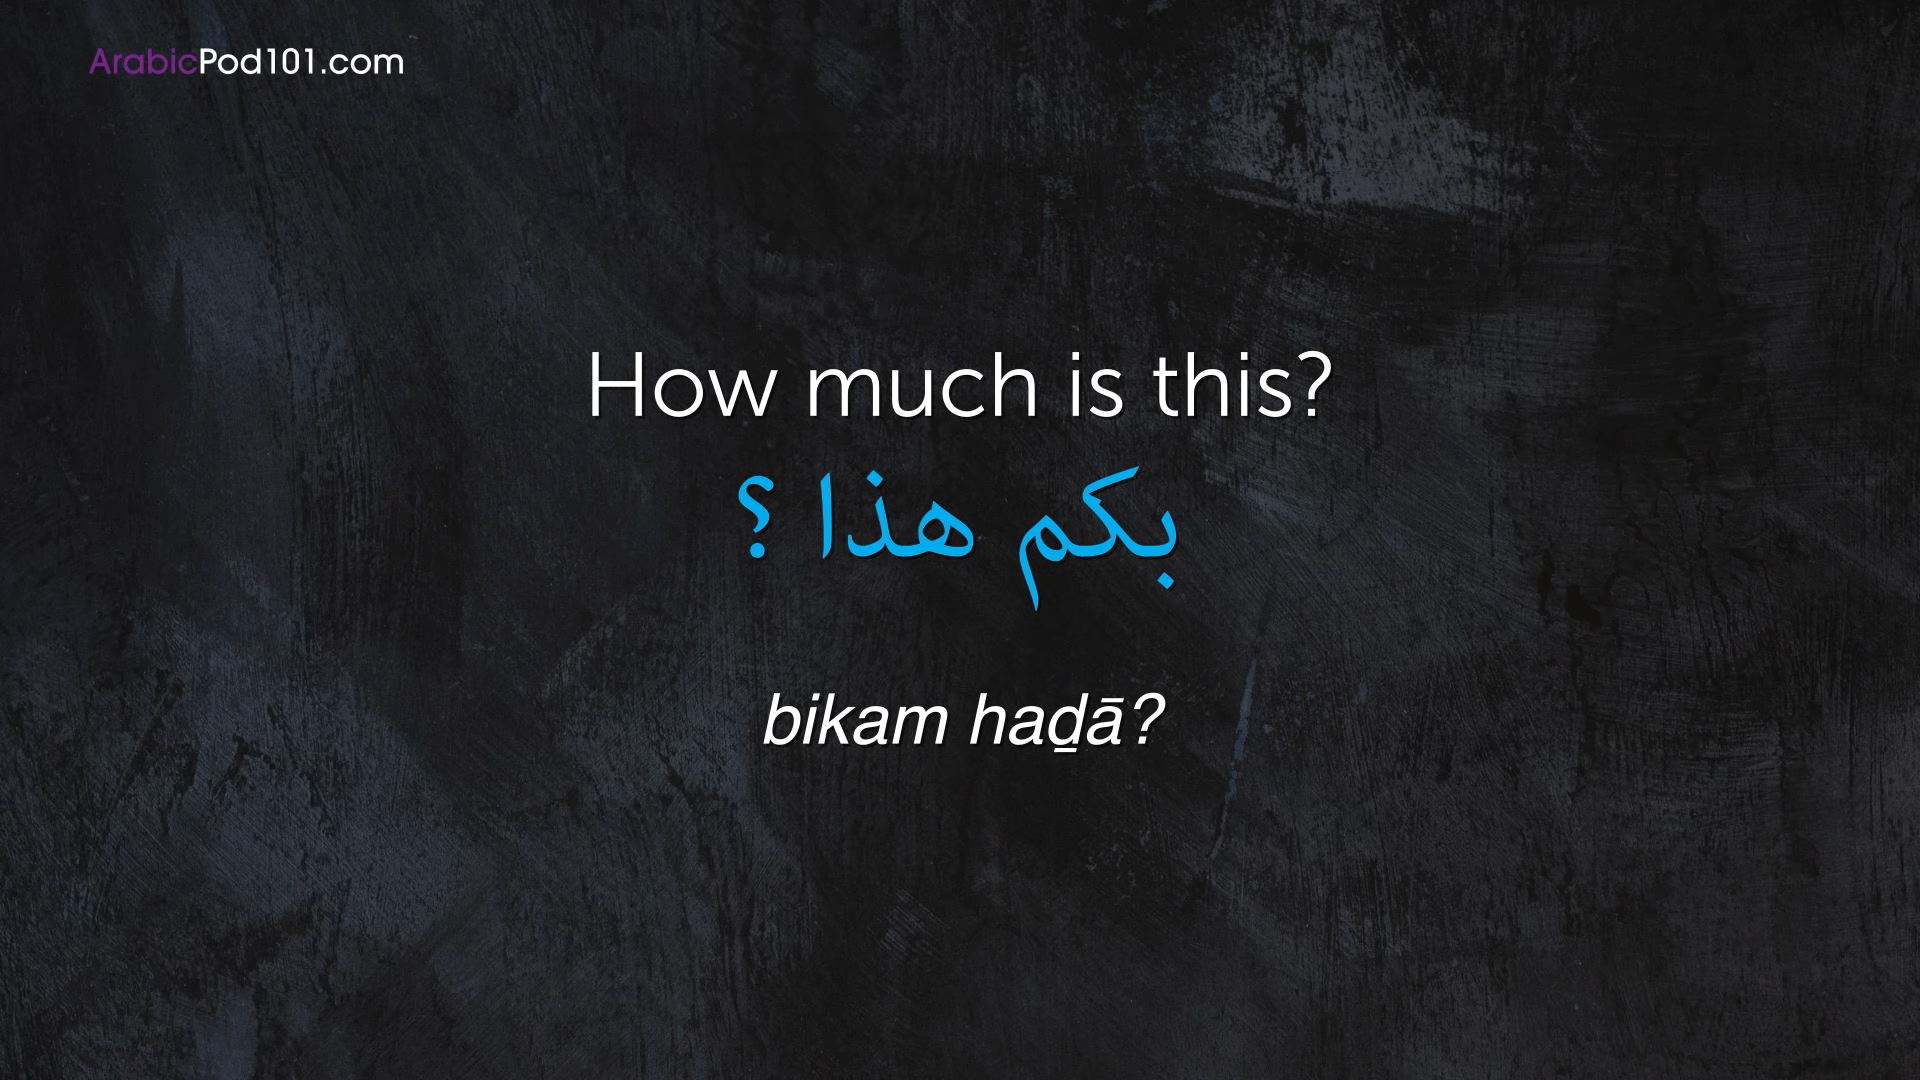 ArabicPod101.com
How much is this?
بكم هذا ؟
bikam haḏā?